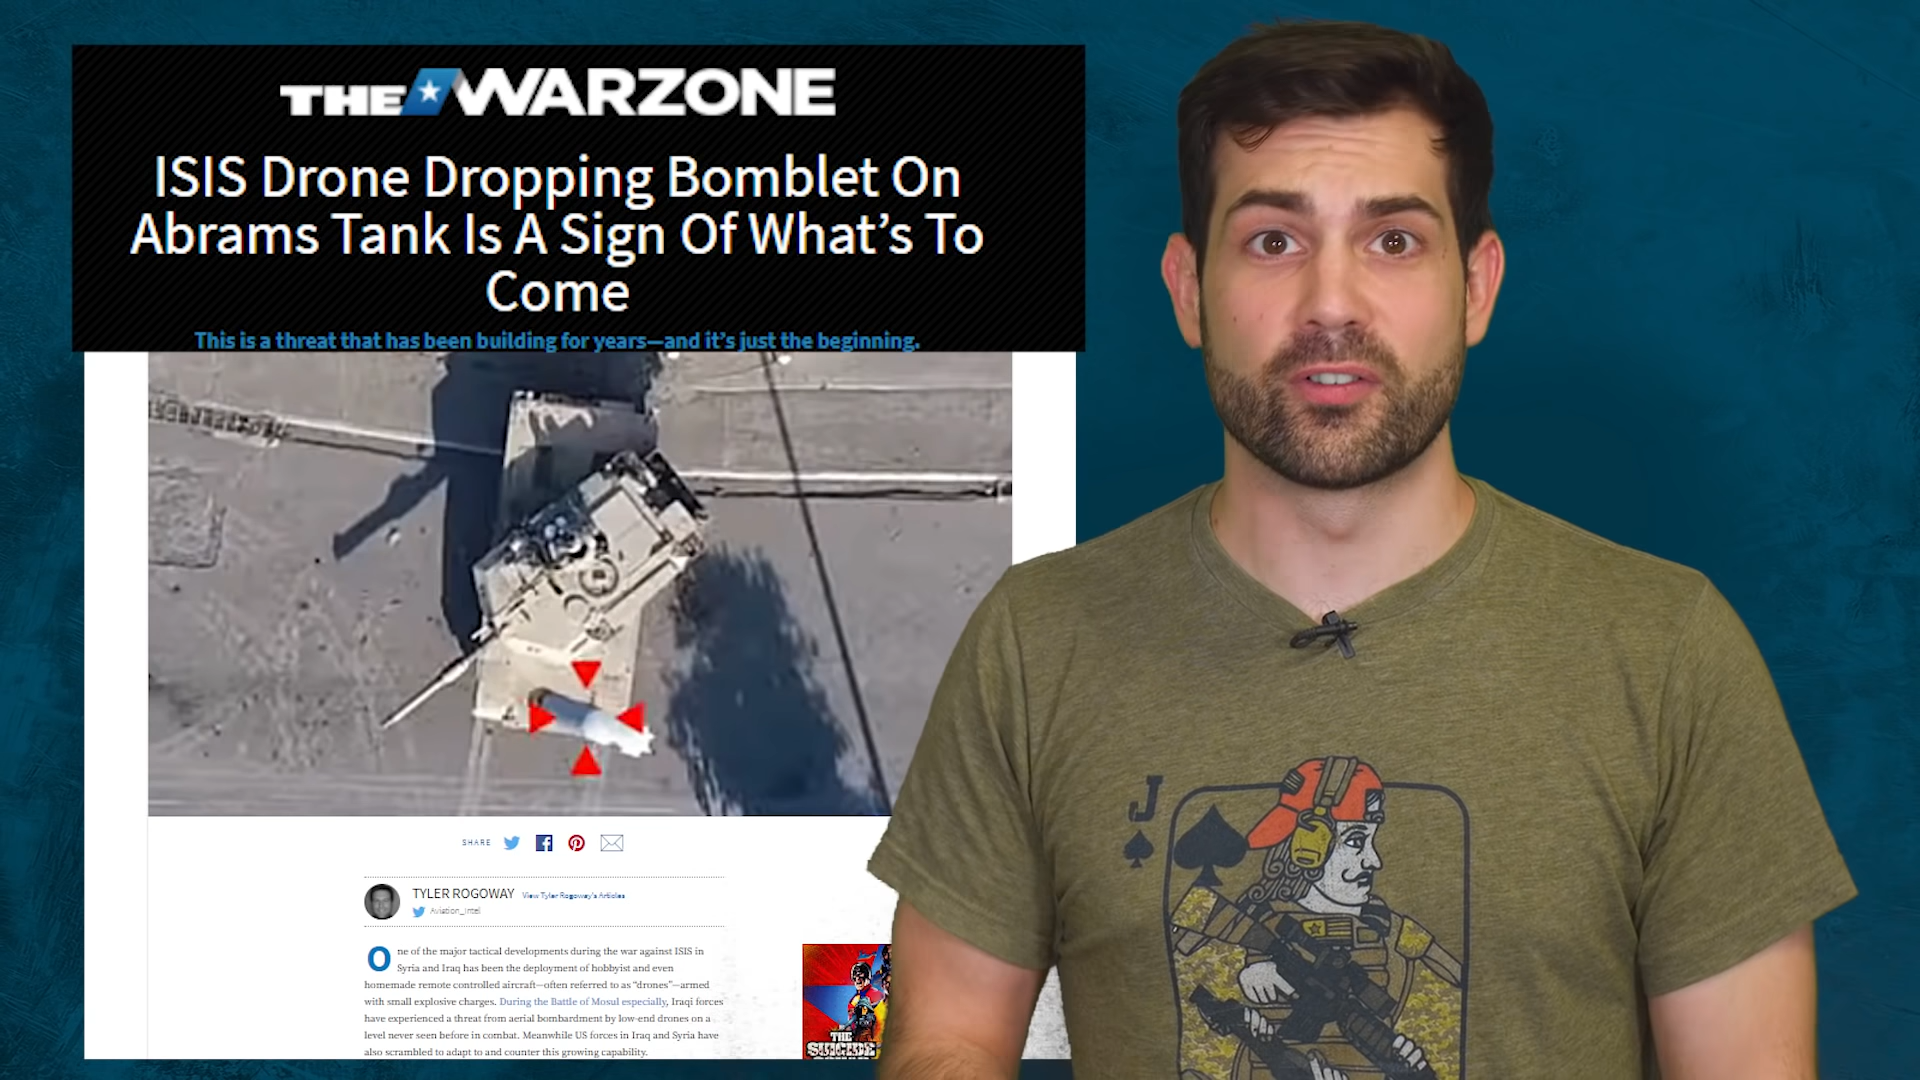 THE WARZONE
ISIS Drone Dropping Bomblet On
Abrams Tank Is A Sign Of What's To
Come
This is a threat that has been building for years—and it's just the beginning.
SHARE
TYLER ROGOWAY View Tyler Rogoway's Articles
Aviation_Intel
One of the major tactical developments during the war against ISIS in
Syria and Iraq has been the deployment of hobbyist and even
homemade remote controlled aircraft—often referred to as "drones"—armed
with small explosive charges. During the Battle of Mosul especially, Iraqi forces
have experienced a threat from aerial bombardment by low-end drones on a
level never seen before in combat. Meanwhile US forces in Iraq and Syria have
also scrambled to adapt to and counter this growing capability.
THE
SUICIDE
J